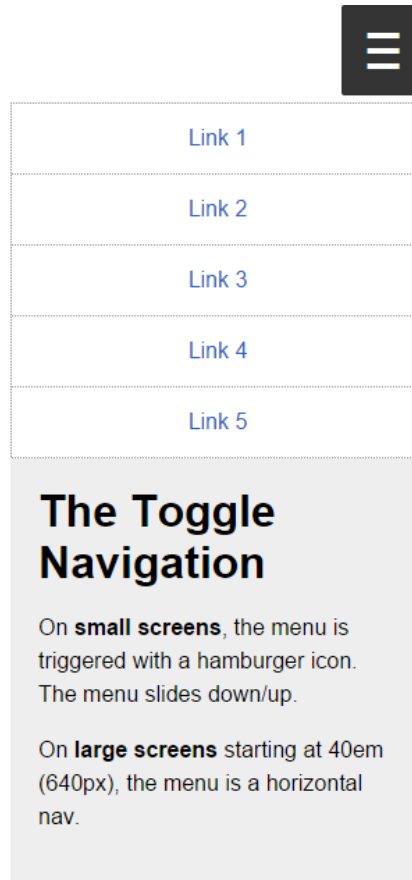 Link 1
Link 2
Link 3
Link 4
Link 5
The Toggle
Navigation
On small screens, the menu is
triggered with a hamburger icon.
The menu slides down/up.
On large screens starting at 40em
(640px), the menu is a horizontal
nav.